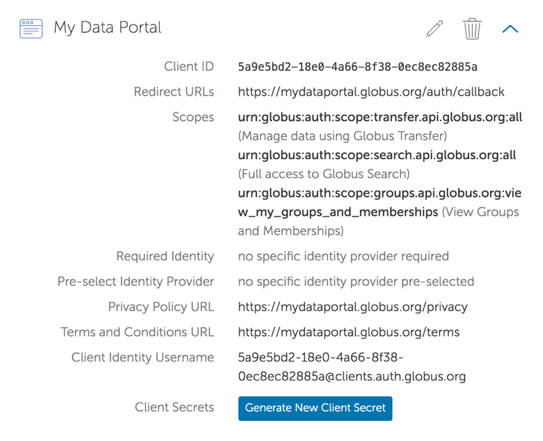 My Data Portal
Client ID 5a9e5bd2-18e0-4a66-8f38-0ec8ec82885a
Redirect URLs https://mydataportal.globus.org/auth/callback
Scopes urn:globus:auth:scope:transfer.api.globus.org:all
(Manage data using Globus Transfer)
urn:globus:auth:scope:search.api.globus.org:all
(Full access to Globus Search)
urn:globus:auth:scope:groups.api.globus.org:vie
w_my_groups_and_memberships (View Groups
and Memberships)
Required Identity no specific identity provider required
Pre-select Identity Provider no specific identity provider pre-selected
Privacy Policy URL https://mydataportal.globus.org/privacy
Terms and Conditions URL https://mydataportal.globus.org/terms
Client Identity Username 5a9e5bd2-18e0-4a66-8f38-
0ec8ec82885a@clients.auth.globus.org
Client Secrets Generate New Client Secret